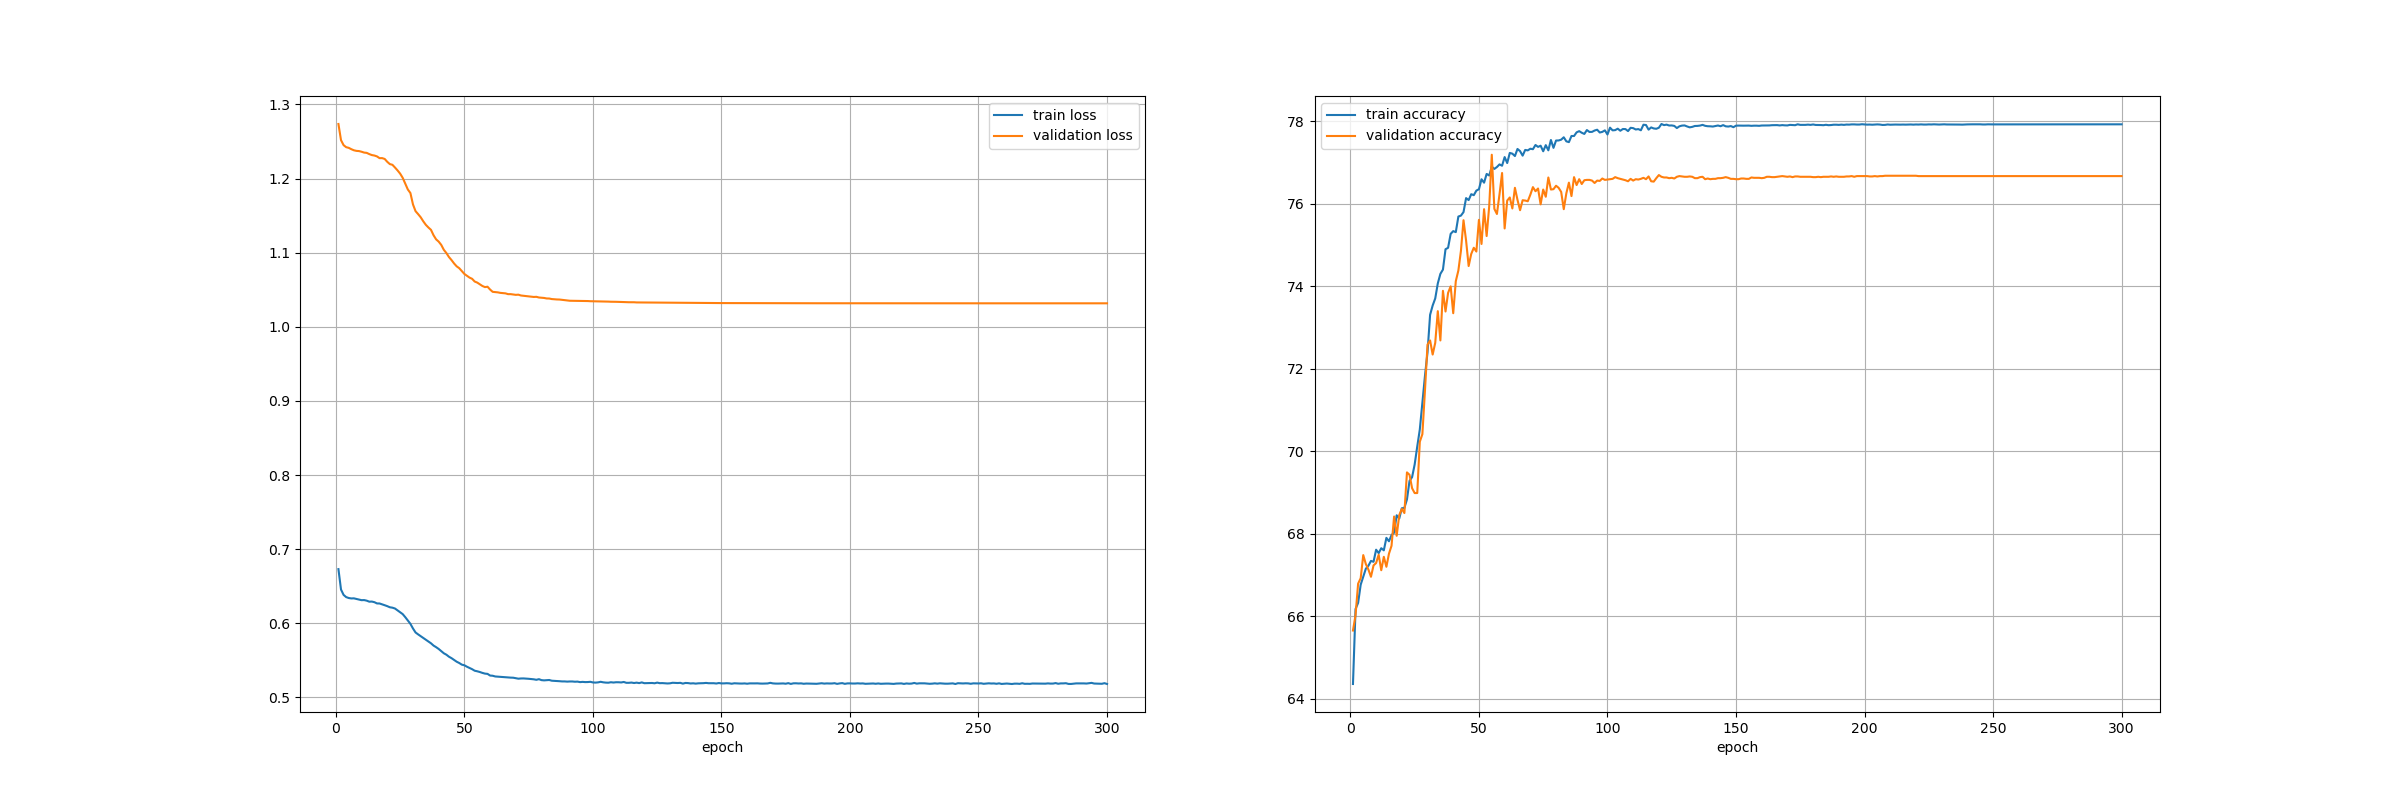 1.3
1.2
1.1
1.0
0.9
0.8
0.7
0.6
0.5
0 50 100 150 200 250 300
epoch
train loss
validation loss
78
76
74
72
70
68
66
64
0 50 100 150 200 250 300
epoch
train accuracy
validation accuracy